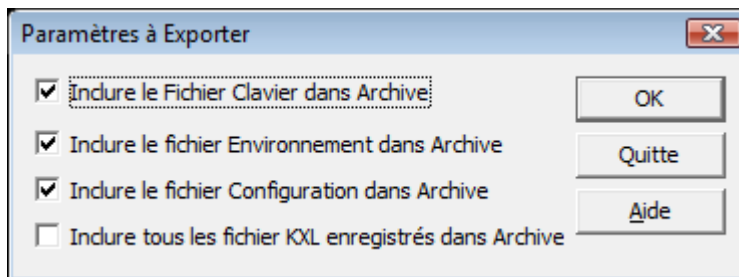 Paramètres à Exporter
Inclure le Fichier Clavier dans Archive
OK
Inclure le fichier Environnement dans Archive
Quitte
Inclure le fichier Configuration dans Archive
Aide
Inclure tous les fichier KXL enregistrés dans Archive